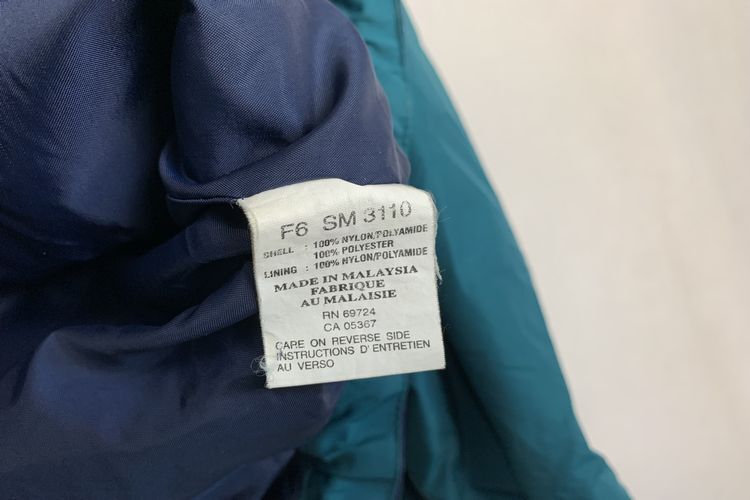 F6 SM 3110
SHELL : 100% NYLON/POLYAMIDE
100% POLYESTER
LINING : 100% NYLON/POLYAMIDE
MADE IN MALAYSIA
FABRIQUE
AU MALAISIE
RN 69724
CA 05367
CARE ON REVERSE SIDE
INSTRUCTIONS D'ENTRETIEN
AU VERSO